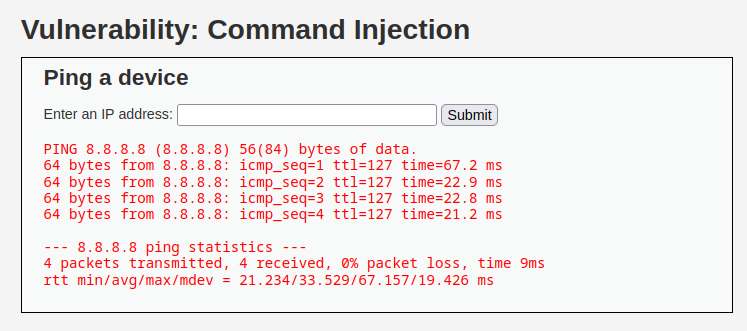 Vulnerability: Command Injection
Ping a device
Enter an IP address: Submit
PING 8.8.8.8 (8.8.8.8) 56(84) bytes of data.
64 bytes from 8.8.8.8: icmp_seq=1 ttl=127 time=67.2 ms
64 bytes from 8.8.8.8: icmp_seq=2 ttl=127 time=22.9 ms
64 bytes from 8.8.8.8: icmp_seq=3 ttl=127 time=22.8 ms
64 bytes from 8.8.8.8: icmp_seq=4 ttl=127 time=21.2 ms
--- 8.8.8.8 ping statistics ---
4 packets transmitted, 4 received, 0% packet loss, time 9ms
rtt min/avg/max/mdev = 21.234/33.529/67.157/19.426 ms